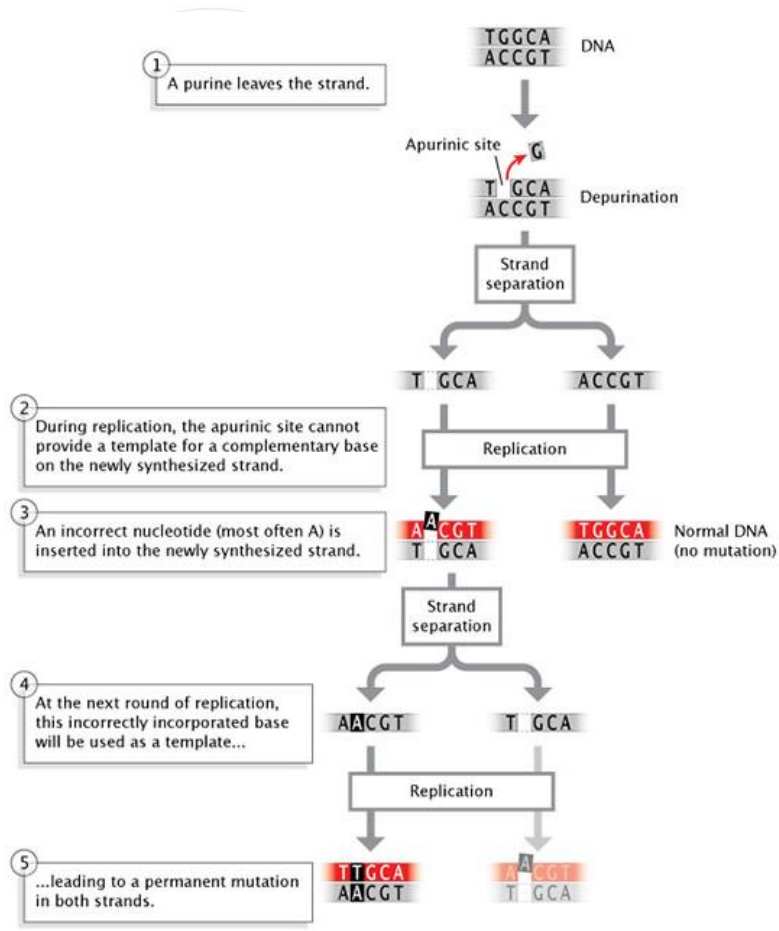 TGGCA
ACCGT
DNA
1
A purine leaves the strand.
Apurinic site
G
T GCA
ACCGT
Depurination
Strand
separation
T GCA
ACCGT
2
During replication, the apurinic site cannot
provide a template for a complementary base
on the newly synthesized strand.
Replication
3
An incorrect nucleotide (most often A) is
inserted into the newly synthesized strand.
A A CGT
T GCA
TGGCA
ACCGT
Normal DNA
(no mutation)
Strand
separation
4
At the next round of replication,
this incorrectly incorporated base
will be used as a template...
AACGT
T GCA
Replication
5
...leading to a permanent mutation
in both strands.
TTGCA
AACGT
A A CGT
T GCA